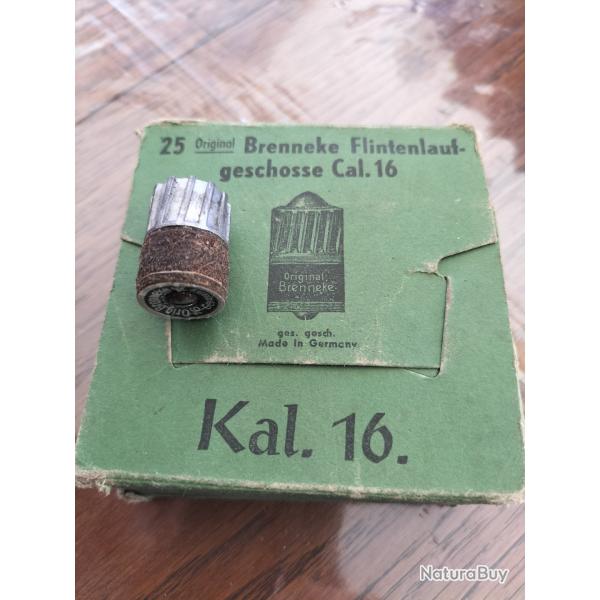 25 Original Brenneke Flintenlauf-
geschosse Cal. 16
Original
Brenneke
ges. gesch.
Made in Germany
Kal. 16.
NaturaBuy